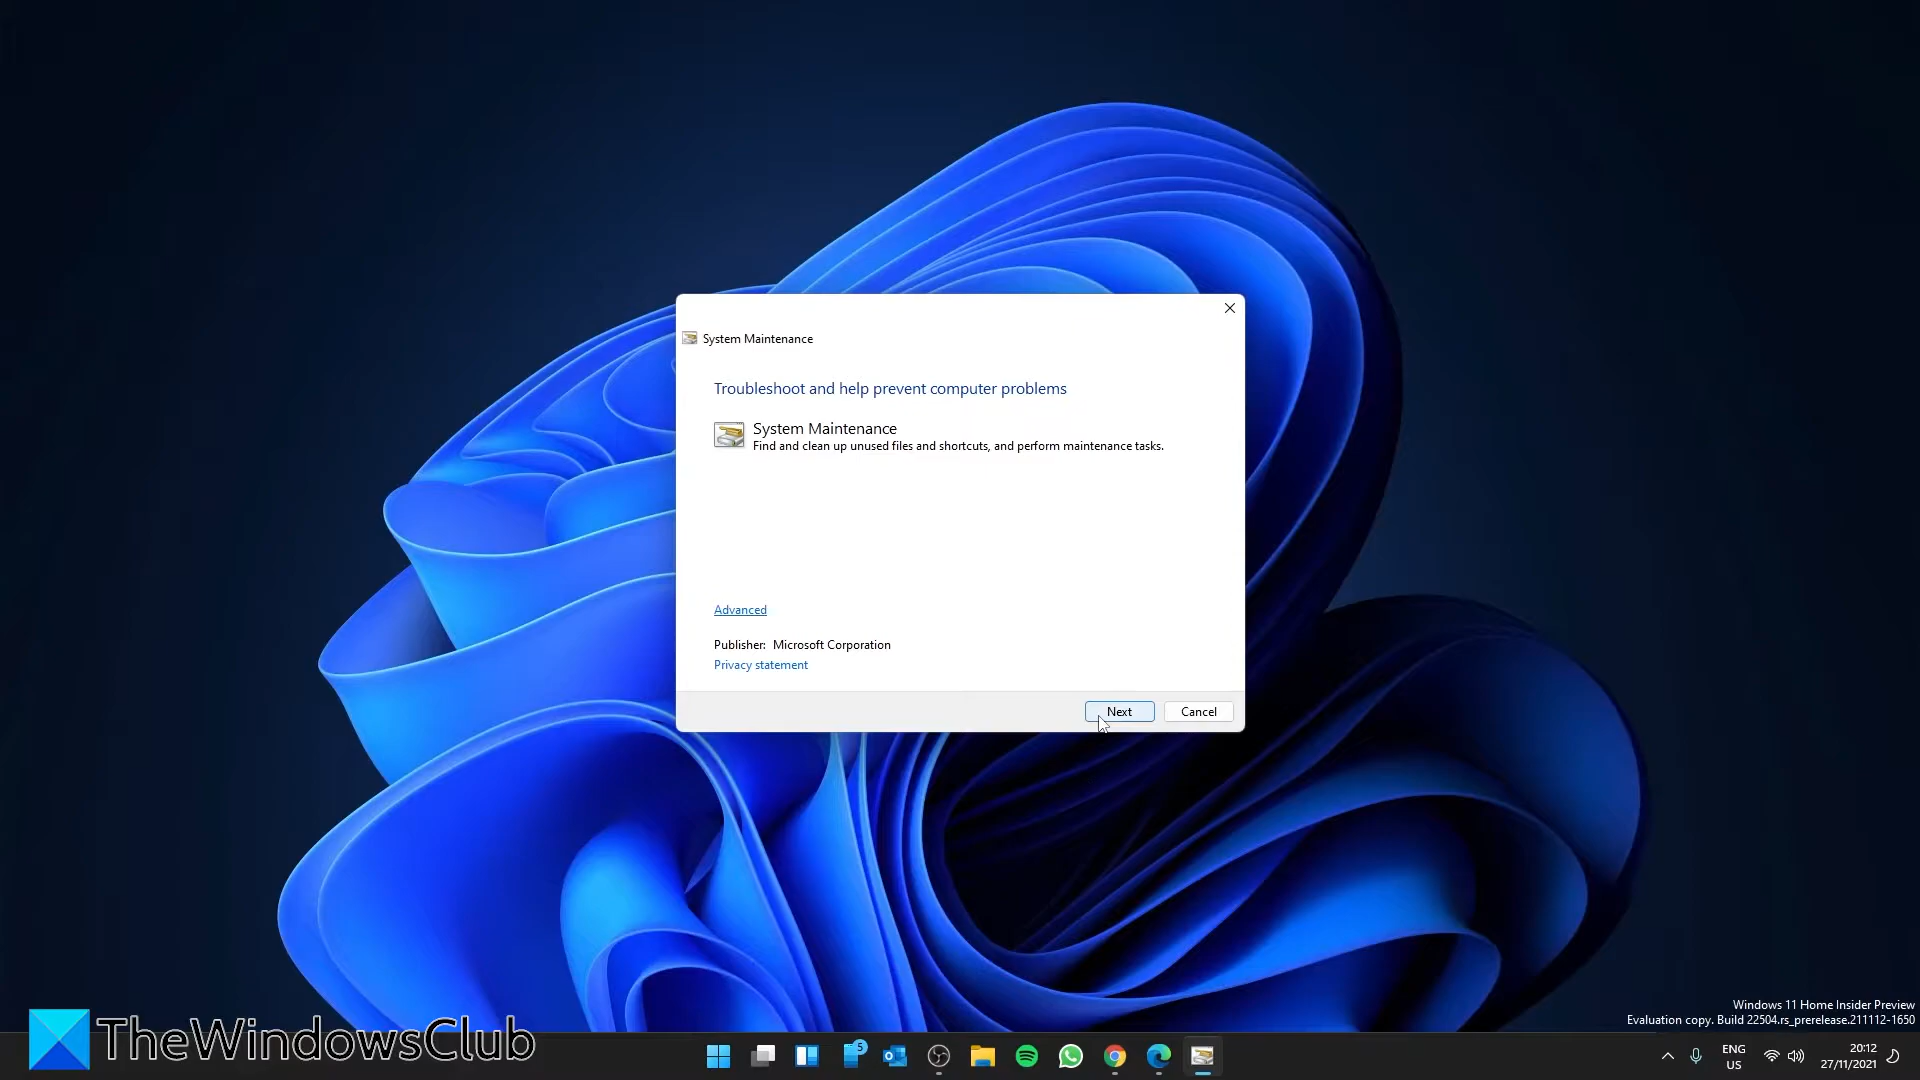 System Maintenance
Troubleshoot and help prevent computer problems
System Maintenance
Find and clean up unused files and shortcuts, and perform maintenance tasks.
Advanced
Publisher: Microsoft Corporation
Privacy statement
Next
Cancel
Windows 11 Home Insider Preview
Evaluation copy. Build 22504.rs_prerelease.211112-1650
TheWindowsClub
5
ENG
US
20:12
27/11/2021